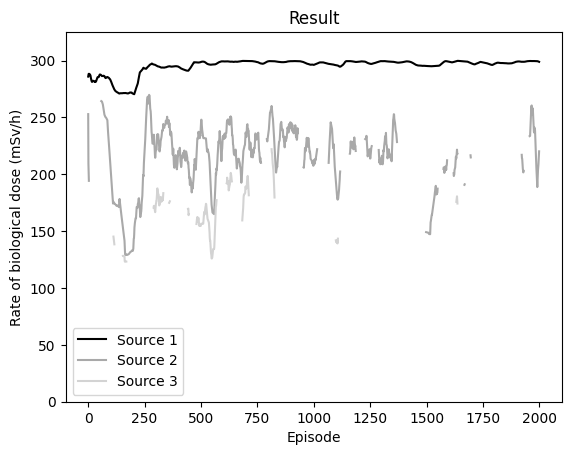 Result
Rate of biological dose (mSv/h)
300
250
200
150
100
50
0
Source 1
Source 2
Source 3
0 250 500 750 1000 1250 1500 1750 2000
Episode